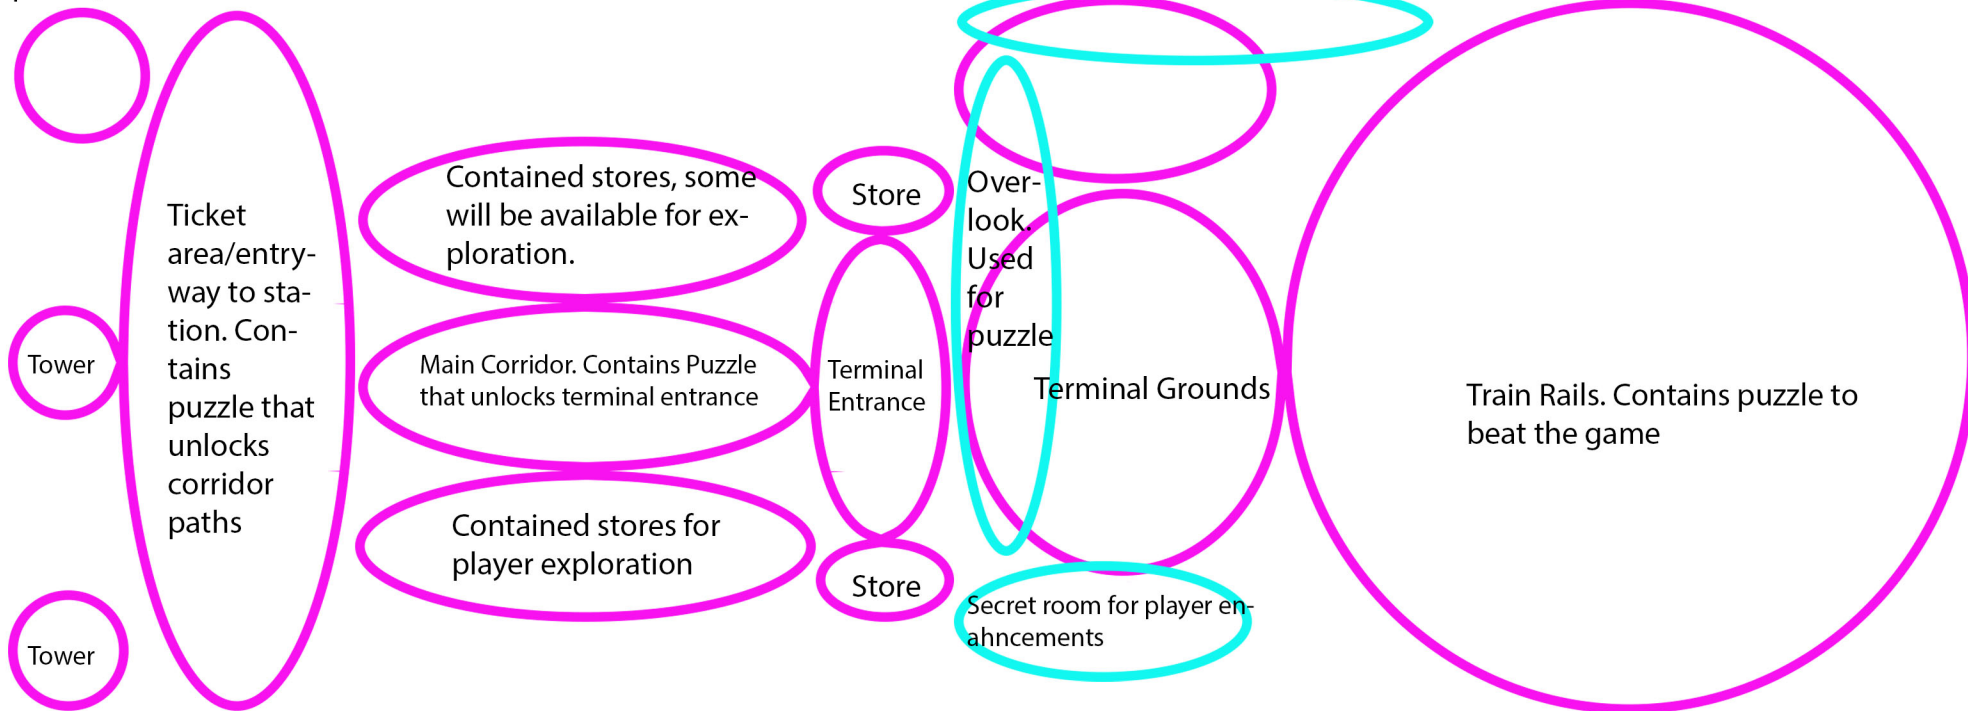 Ticket
area/entry-
way to sta-
tion. Con-
tains
puzzle that
unlocks
corridor
paths
Tower
Tower
Contained stores, some
will be available for ex-
ploration.
Main Corridor. Contains Puzzle
that unlocks terminal entrance
Contained stores for
player exploration
Store
Terminal
Entrance
Store
Over-
look.
Used
for
puzzle
Terminal Grounds
Secret room for player en-
ahncements
Train Rails. Contains puzzle to
beat the game